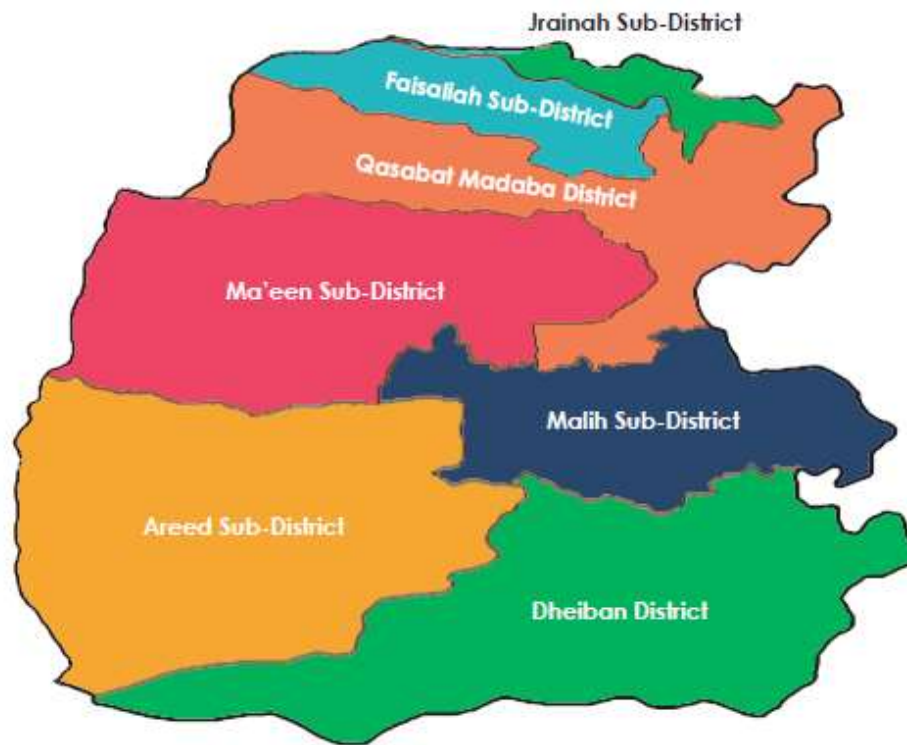 Jrainah Sub-District
Faisaliah Sub-District
Qasabat Madaba District
Ma'een Sub-District
Malih Sub-District
Areed Sub-District
Dheiban District